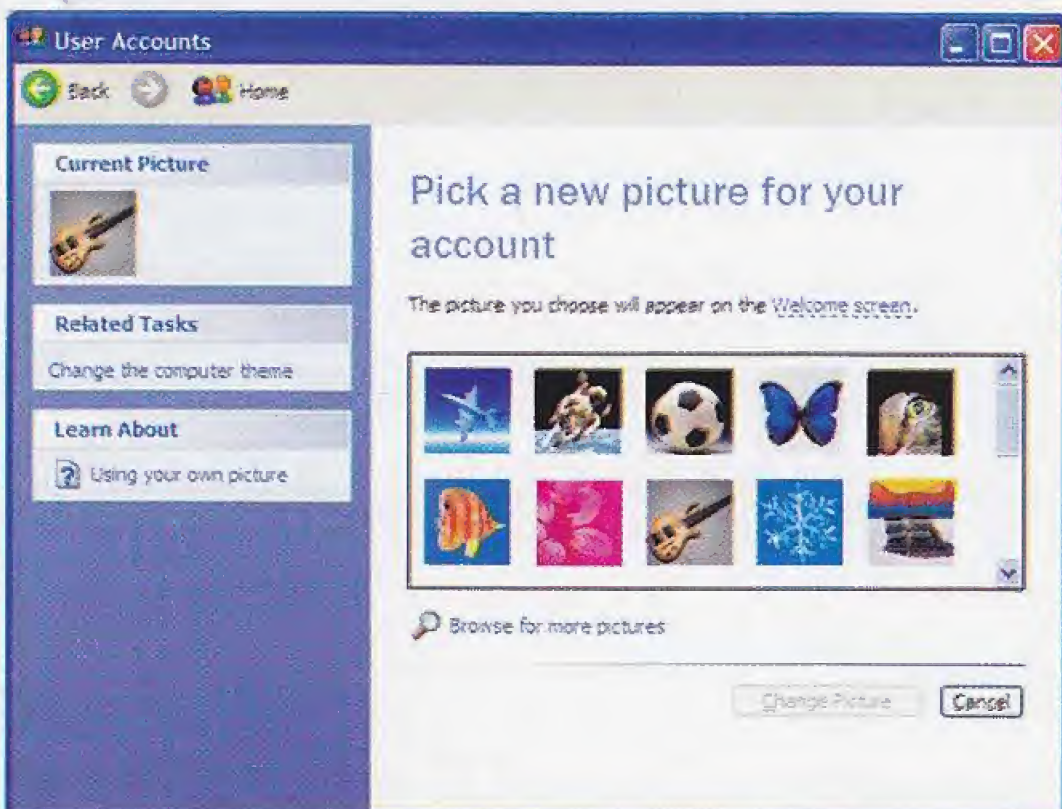 User Accounts
Back Home
Current Picture
Related Tasks
Change the computer theme
Learn About
Using your own picture
Pick a new picture for your
account
The picture you choose will appear on the Welcome screen.
Browse for more pictures
Change Picture Cancel